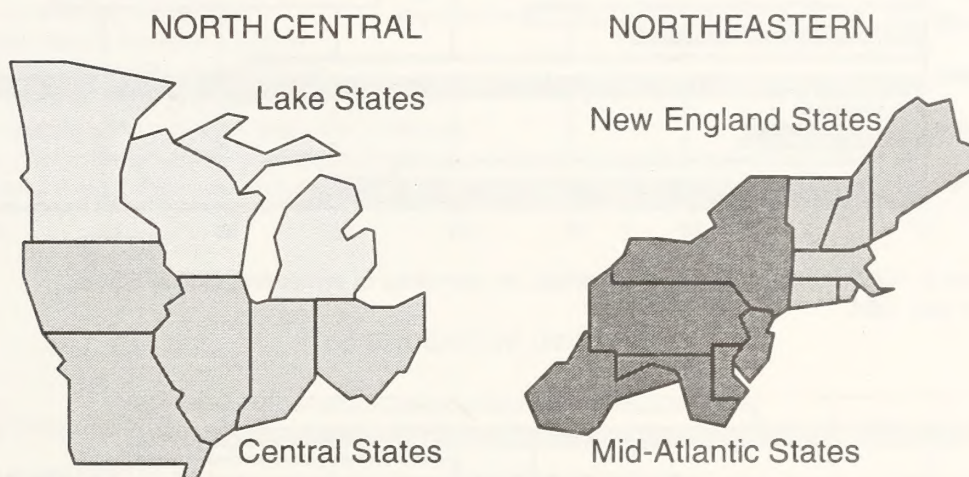 NORTH CENTRAL
NORTHEASTERN
Lake States
New England States
Central States
Mid-Atlantic States